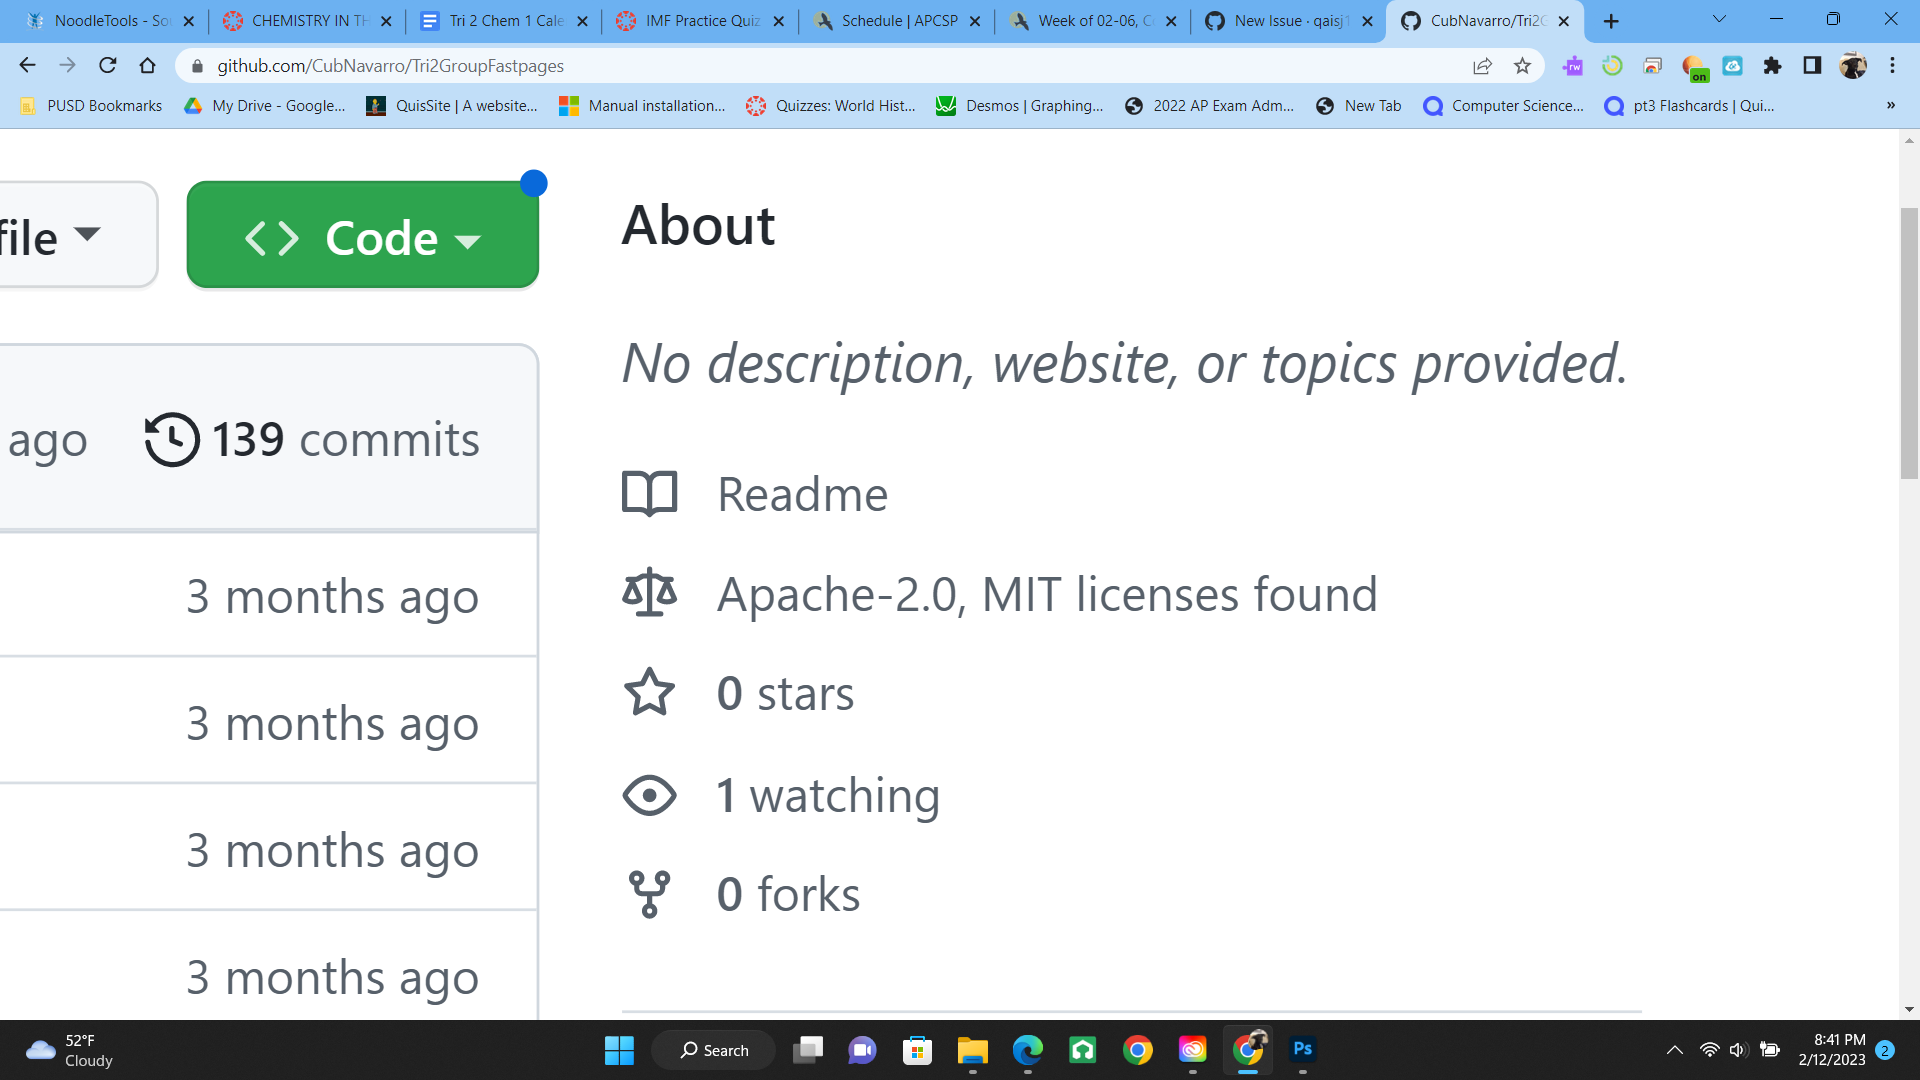 NoodleTools - Sou
CHEMISTRY IN TH
Tri 2 Chem 1 Cale
IMF Practice Quiz
Schedule | APCSP
Week of 02-06, C
New Issue · qaisj1
CubNavarro/Tri2G
github.com/CubNavarro/Tri2GroupFastpages
rw
on
PUSD Bookmarks
My Drive - Google...
QuisSite | A website...
Manual installation...
Quizzes: World Hist...
Desmos | Graphing...
2022 AP Exam Adm...
New Tab
Computer Science...
pt3 Flashcards | Qui...
»
file
<> Code
About
No description, website, or topics provided.
ago
139 commits
Readme
3 months ago
Apache-2.0, MIT licenses found
3 months ago
0 stars
1 watching
3 months ago
0 forks
3 months ago
52°F
Cloudy
Search
Ps
8:41 PM
2/12/2023
2